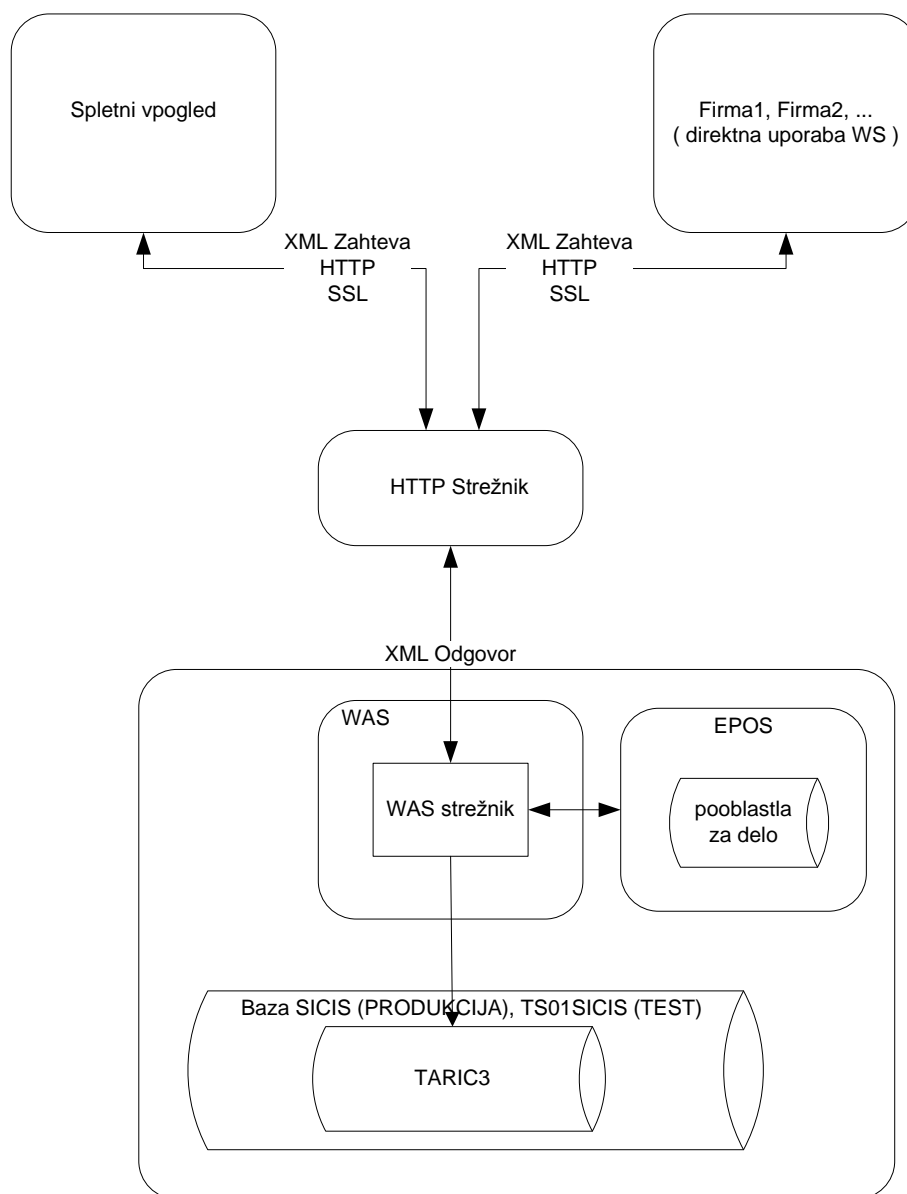 Spletni vpogled
Firma1, Firma2, ...
( direktna uporaba WS )
XML Zahteva
HTTP
SSL
XML Zahteva
HTTP
SSL
HTTP Strežnik
XML Odgovor
WAS
EPOS
WAS strežnik
pooblastla
za delo
Baza SICIS (PRODUKCIJA), TS01SICIS (TEST)
TARIC3